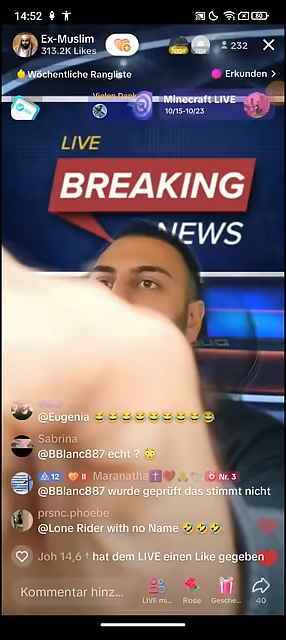 14:52
80
Ex-Muslim
313.2K Likes
232
Wöchentliche Rangliste
Erkunden >
Vielen Dank
Minecraft LIVE
10/15-10/23
LIVE
BREAKING
NEWS
@Eugenia 😂😂😂😂😂😂😂😂😂
Sabrina
@BBlanc887 echt ? 😳
12 II Maranatha✝️❤️🙏 Nr. 3
@BBlanc887 wurde geprüft das stimmt nicht
prsnc.phoebe
@Lone Rider with no Name 🤣🤣🤣
Joh 14,6 † hat dem LIVE einen Like gegeben
Kommentar hinz...
LIVE mi...
Rose
Gesche...
40